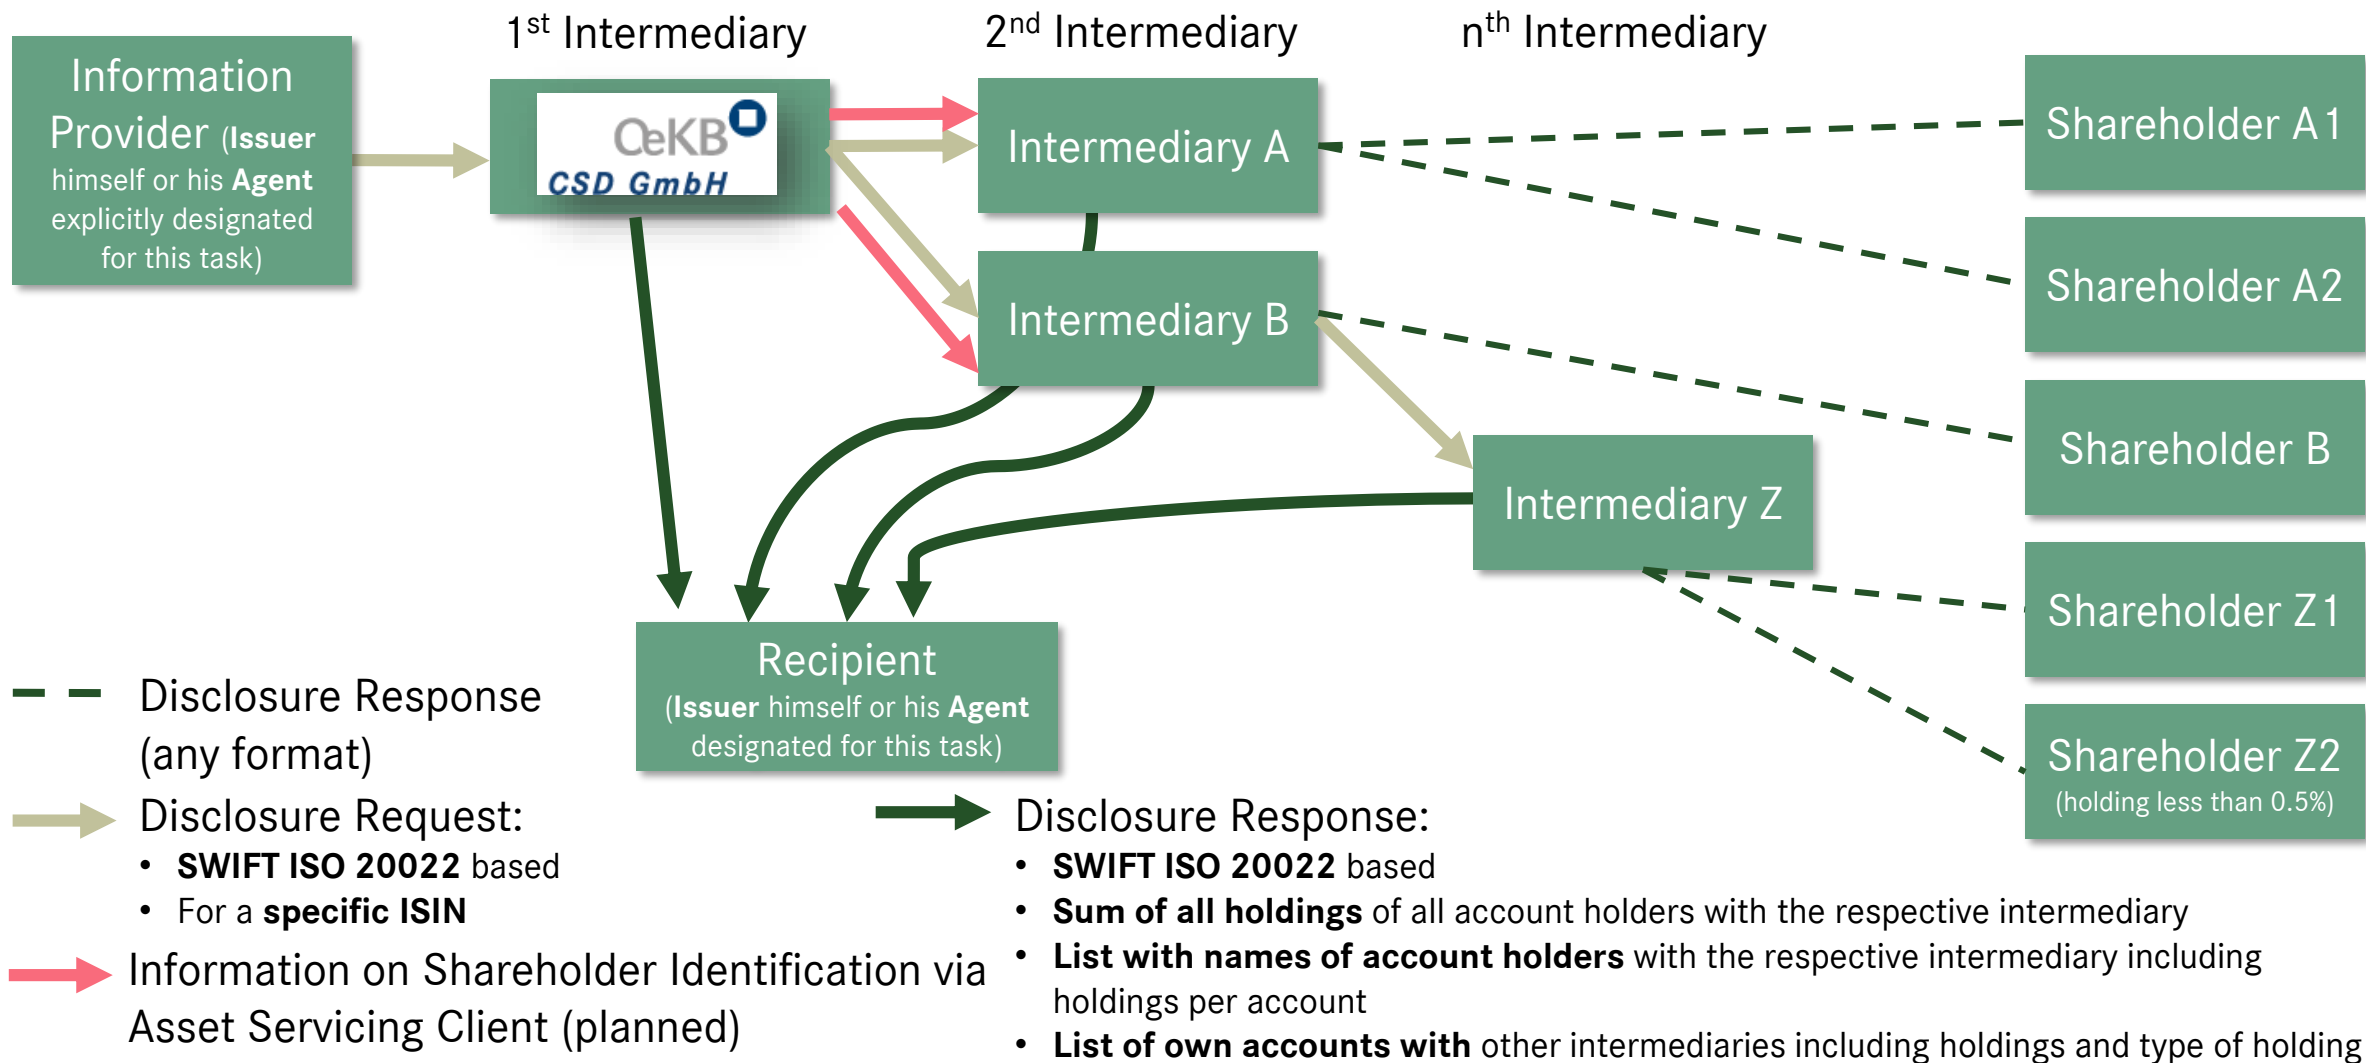 1st Intermediary
2nd Intermediary
nth Intermediary
Information
Provider (Issuer
himself or his Agent
explicitly designated
for this task)
OeKB
CSD GmbH
Intermediary A
Intermediary B
Intermediary Z
Shareholder A1
Shareholder A2
Shareholder B
Shareholder Z1
Shareholder Z2
(holding less than 0.5%)
Recipient
(Issuer himself or his Agent
designated for this task)
Disclosure Response
(any format)
Disclosure Request:
• SWIFT ISO 20022 based
• For a specific ISIN
Information on Shareholder Identification via
Asset Servicing Client (planned)
Disclosure Response:
• SWIFT ISO 20022 based
• Sum of all holdings of all account holders with the respective intermediary
• List with names of account holders with the respective intermediary including
holdings per account
• List of own accounts with other intermediaries including holdings and type of holding